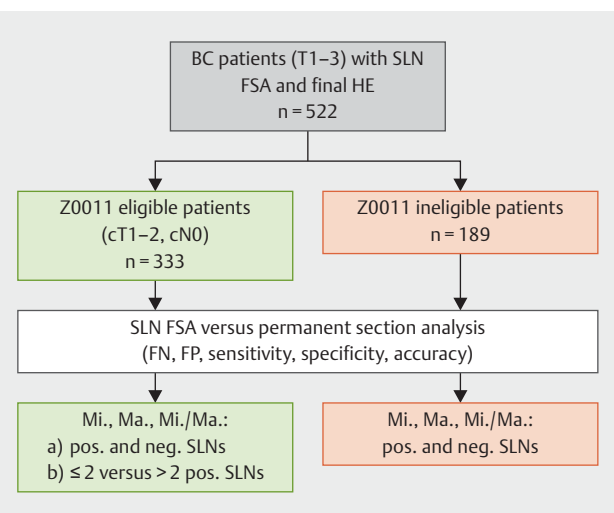 BC patients (T1–3) with SLN
FSA and final HE
n = 522
Z0011 eligible patients
(cT1–2, cN0)
n = 333
Z0011 ineligible patients
n = 189
SLN FSA versus permanent section analysis
(FN, FP, sensitivity, specificity, accuracy)
Mi., Ma., Mi./Ma.:
a) pos. and neg. SLNs
b) ≤ 2 versus > 2 pos. SLNs
Mi., Ma., Mi./Ma.:
pos. and neg. SLNs